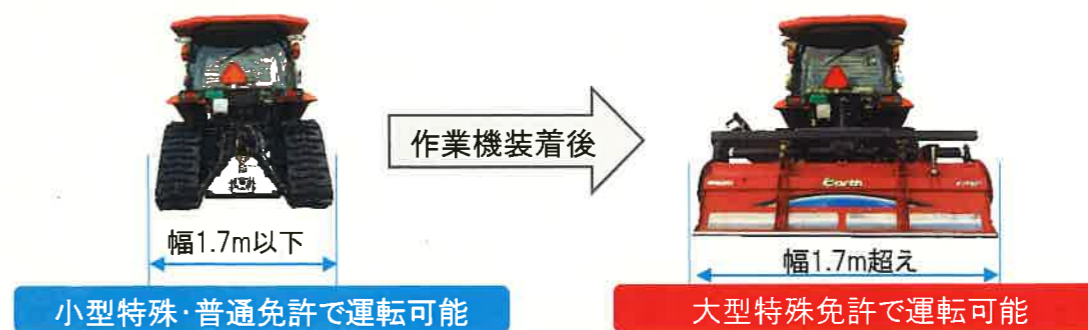 作業機装着後
Earth
幅1.7m以下
幅1.7m超え
小型特殊・普通免許で運転可能
大型特殊免許で運転可能